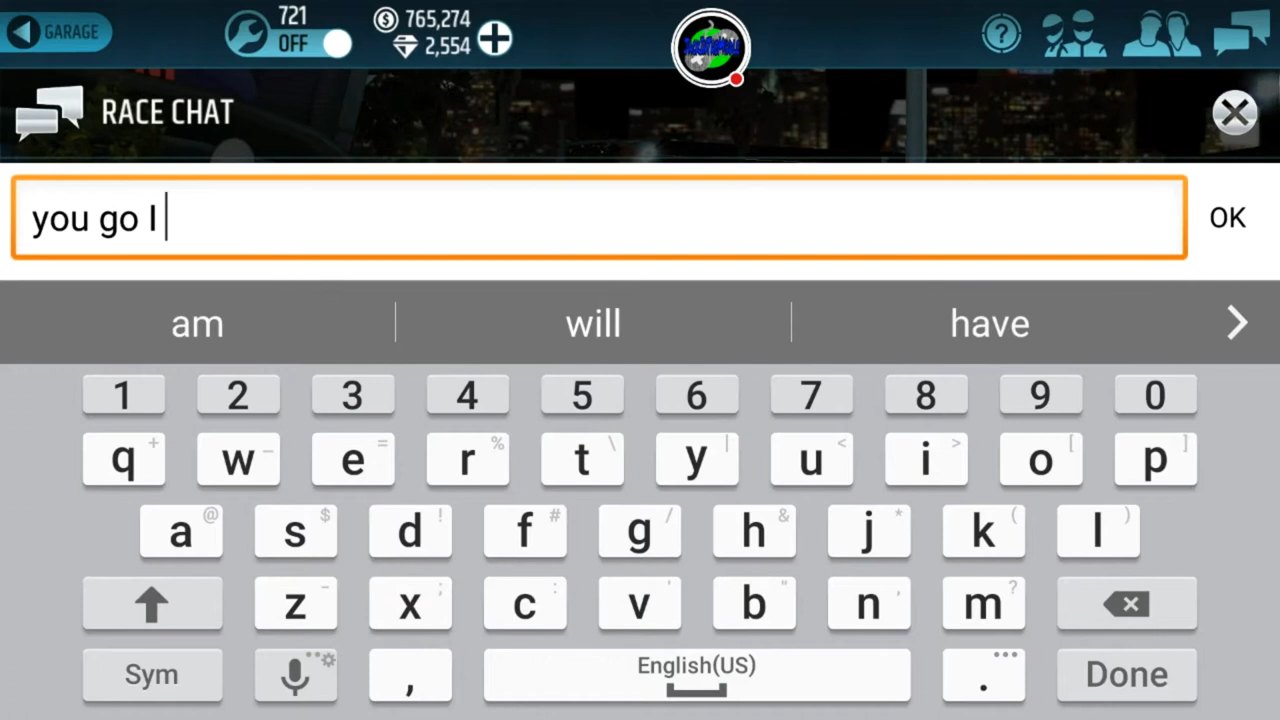 GARAGE
721
OFF
765,274
2,554
RACE CHAT
you go I
OK
am will have
1 2 3 4 5 6 7 8 9 0
q w e r t y u i o p
+ - = % \ | < > [ ]
a s d f g h j k l
@ $ ! # / & * ( )
z x c v b n m
- ; : ' " , ?
Sym , English(US) . Done